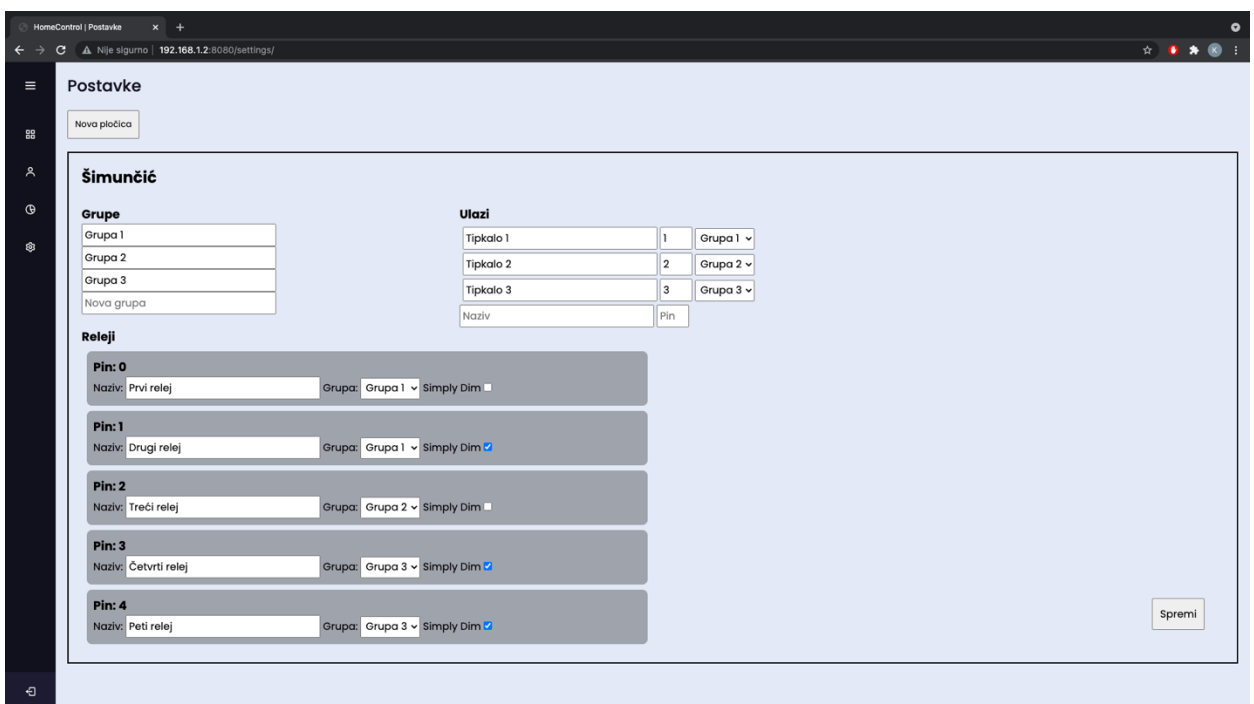 HomeControl | Postavke
Nije sigurno | 192.168.1.2:8080/settings/
K
Postavke
Nova pločica
Šimunčić
Grupe
Grupa 1
Grupa 2
Grupa 3
Nova grupa
Ulazi
Tipkalo 1 1 Grupa 1
Tipkalo 2 2 Grupa 2
Tipkalo 3 3 Grupa 3
Naziv Pin
Releji
Pin: 0
Naziv: Prvi relej Grupa: Grupa 1 Simply Dim
Pin: 1
Naziv: Drugi relej Grupa: Grupa 1 Simply Dim
Pin: 2
Naziv: Treći relej Grupa: Grupa 2 Simply Dim
Pin: 3
Naziv: Četvrti relej Grupa: Grupa 3 Simply Dim
Pin: 4
Naziv: Peti relej Grupa: Grupa 3 Simply Dim
Spremi